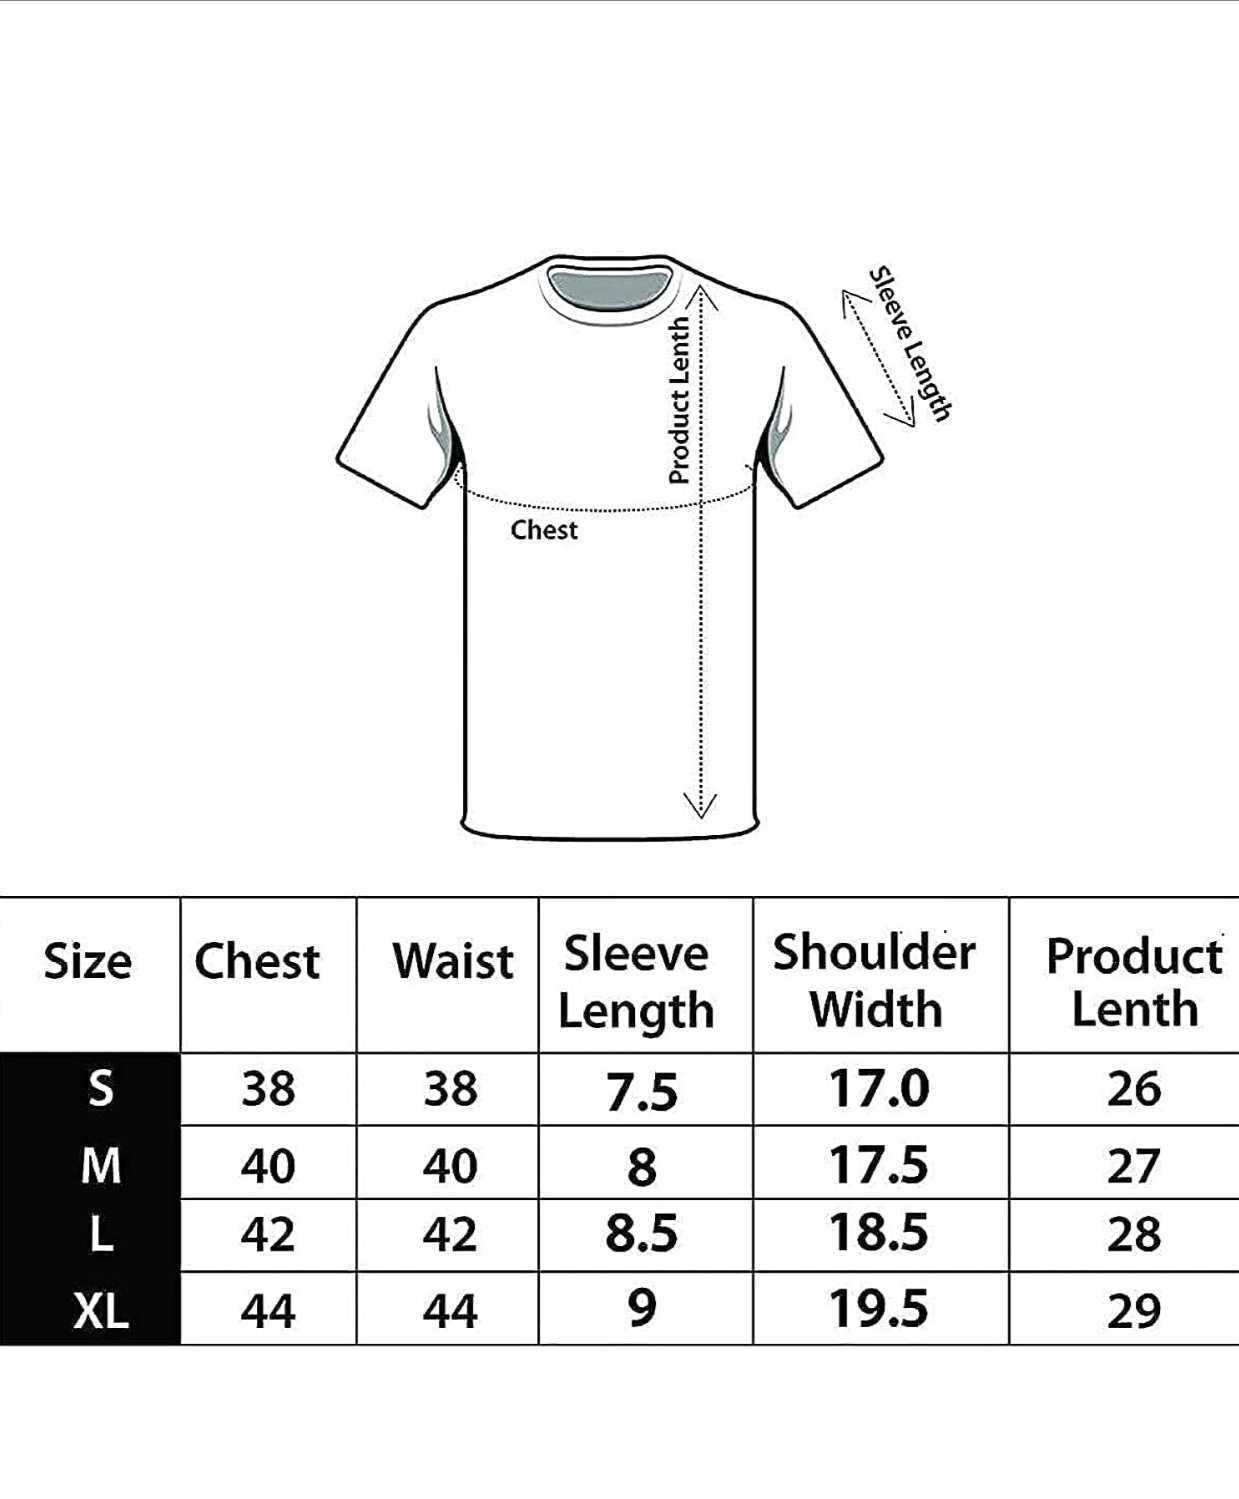 Sleeve Length
Product Lenth
Chest
Size Chest Waist Sleeve Length Shoulder Width Product Lenth
S 38 38 7.5 17.0 26
M 40 40 8 17.5 27
L 42 42 8.5 18.5 28
XL 44 44 9 19.5 29